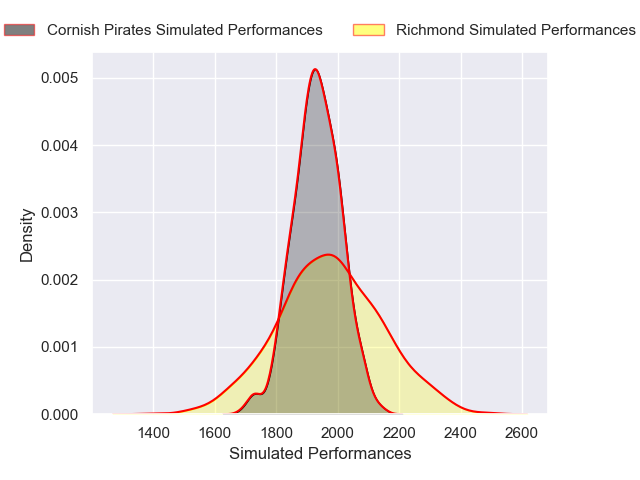 Cornish Pirates Simulated Performances Richmond Simulated Performances
0.005
0.004
0.003
0.002
0.001
0.000
Density
1400 1600 1800 2000 2200 2400 2600
Simulated Performances